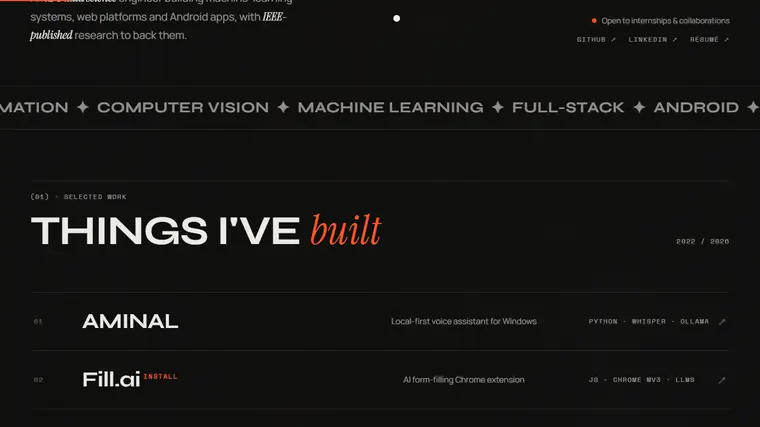 systems, web platforms and Android apps, with IEEE-
published research to back them.
Open to internships & collaborations
GITHUB ↗ LINKEDIN ↗ RÉSUMÉ ↗
MATION ✦ COMPUTER VISION ✦ MACHINE LEARNING ✦ FULL-STACK ✦ ANDROID ✦
(01) · SELECTED WORK
THINGS I'VE built
2022 / 2026
01 AMINAL Local-first voice assistant for Windows PYTHON · WHISPER · OLLAMA ↗
02 Fill.ai INSTALL AI form-filling Chrome extension JS · CHROME MV3 · LLMS ↗